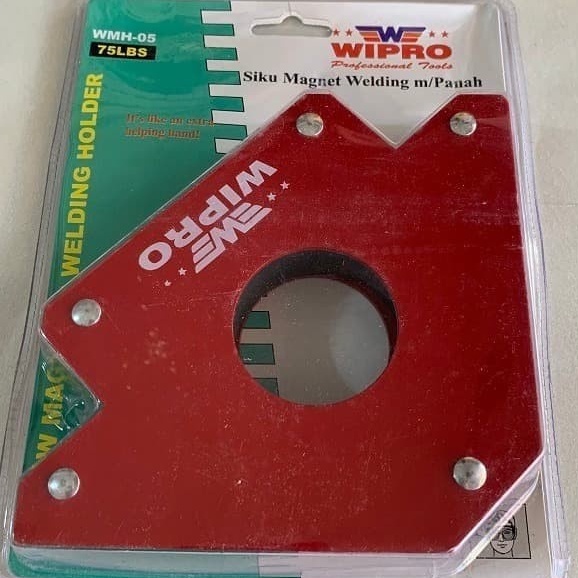 WMH-05
75LBS
WIPRO
Professional Tools
Siku Magnet Welding m/Panah
It's like an extra
helping hand!
WELDING HOLDER
WIPRO